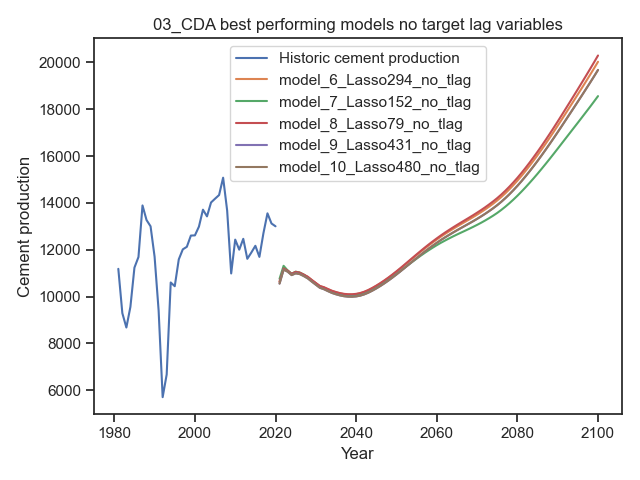 03_CDA best performing models no target lag variables
Historic cement production
model_6_Lasso294_no_tlag
model_7_Lasso152_no_tlag
model_8_Lasso79_no_tlag
model_9_Lasso431_no_tlag
model_10_Lasso480_no_tlag
Cement production
20000
18000
16000
14000
12000
10000
8000
6000
1980 2000 2020 2040 2060 2080 2100
Year